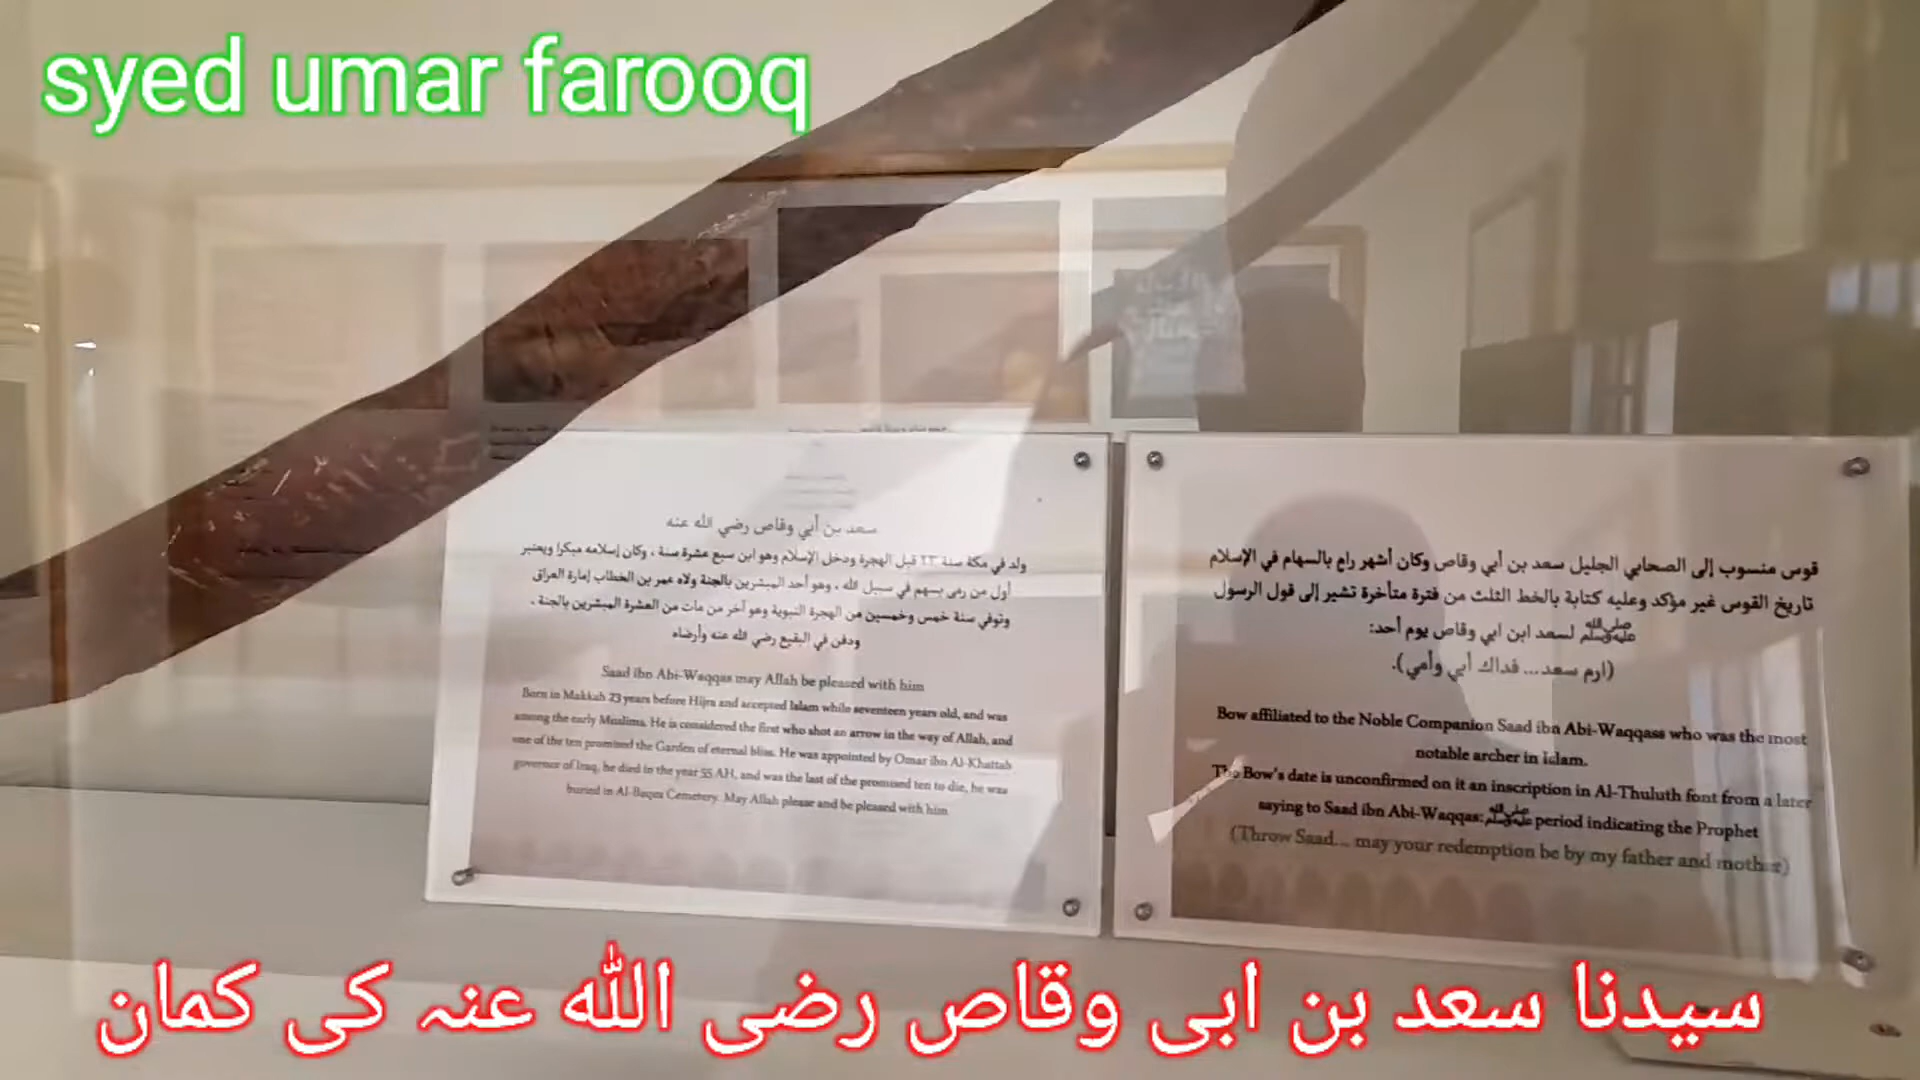 syed umar farooq
سعد بن أبي وقاص رضي الله عنه
ولد في مكة سنة ٢٣ قبل الهجرة ودخل الإسلام وهو ابن سبع عشرة سنة ، وكان إسلامه مبكرا ويعتبر
أول من رمى بسهم في سبيل الله ، وهو أحد المبشرين بالجنة ولاه عمر بن الخطاب إمارة العراق
وتوفي سنة خمس وخمسين من الهجرة النبوية وهو آخر من مات من العشرة المبشرين بالجنة ،
ودفن في البقيع رضي الله عنه وأرضاه
Saad ibn Abi-Waqqas may Allah be pleased with him
Born in Makkah 23 years before Hijra and accepted Islam while seventeen years old, and was
among the early Muslims. He is considered the first who shot an arrow in the way of Allah, and
one of the ten promised the Garden of eternal bliss. He was appointed by Omar ibn Al-Khattab
governor of Iraq, he died in the year 55 AH, and was the last of the promised ten to die, he was
buried in Al-Baqea Cemetery. May Allah please and be pleased with him
قوس منسوب إلى الصحابي الجليل سعد بن أبي وقاص وكان أشهر رامٍ بالسهام في الإسلام
تاريخ القوس غير مؤكد وعليه كتابة بالخط الثلث من فترة متأخرة تشير إلى قول الرسول
ﷺ لسعد ابن ابي وقاص يوم أحد:
(ارم سعد... فداك أبي وأمي).
Bow affiliated to the Noble Companion Saad ibn Abi-Waqqass who was the most
notable archer in Islam.
The Bow's date is unconfirmed on it an inscription in Al-Thuluth font from a later
saying to Saad ibn Abi-Waqqas: ﷺ period indicating the Prophet
(Throw Saad... may your redemption be by my father and mother)
سیدنا سعد بن ابی وقاص رضی اللہ عنہ کی کمان